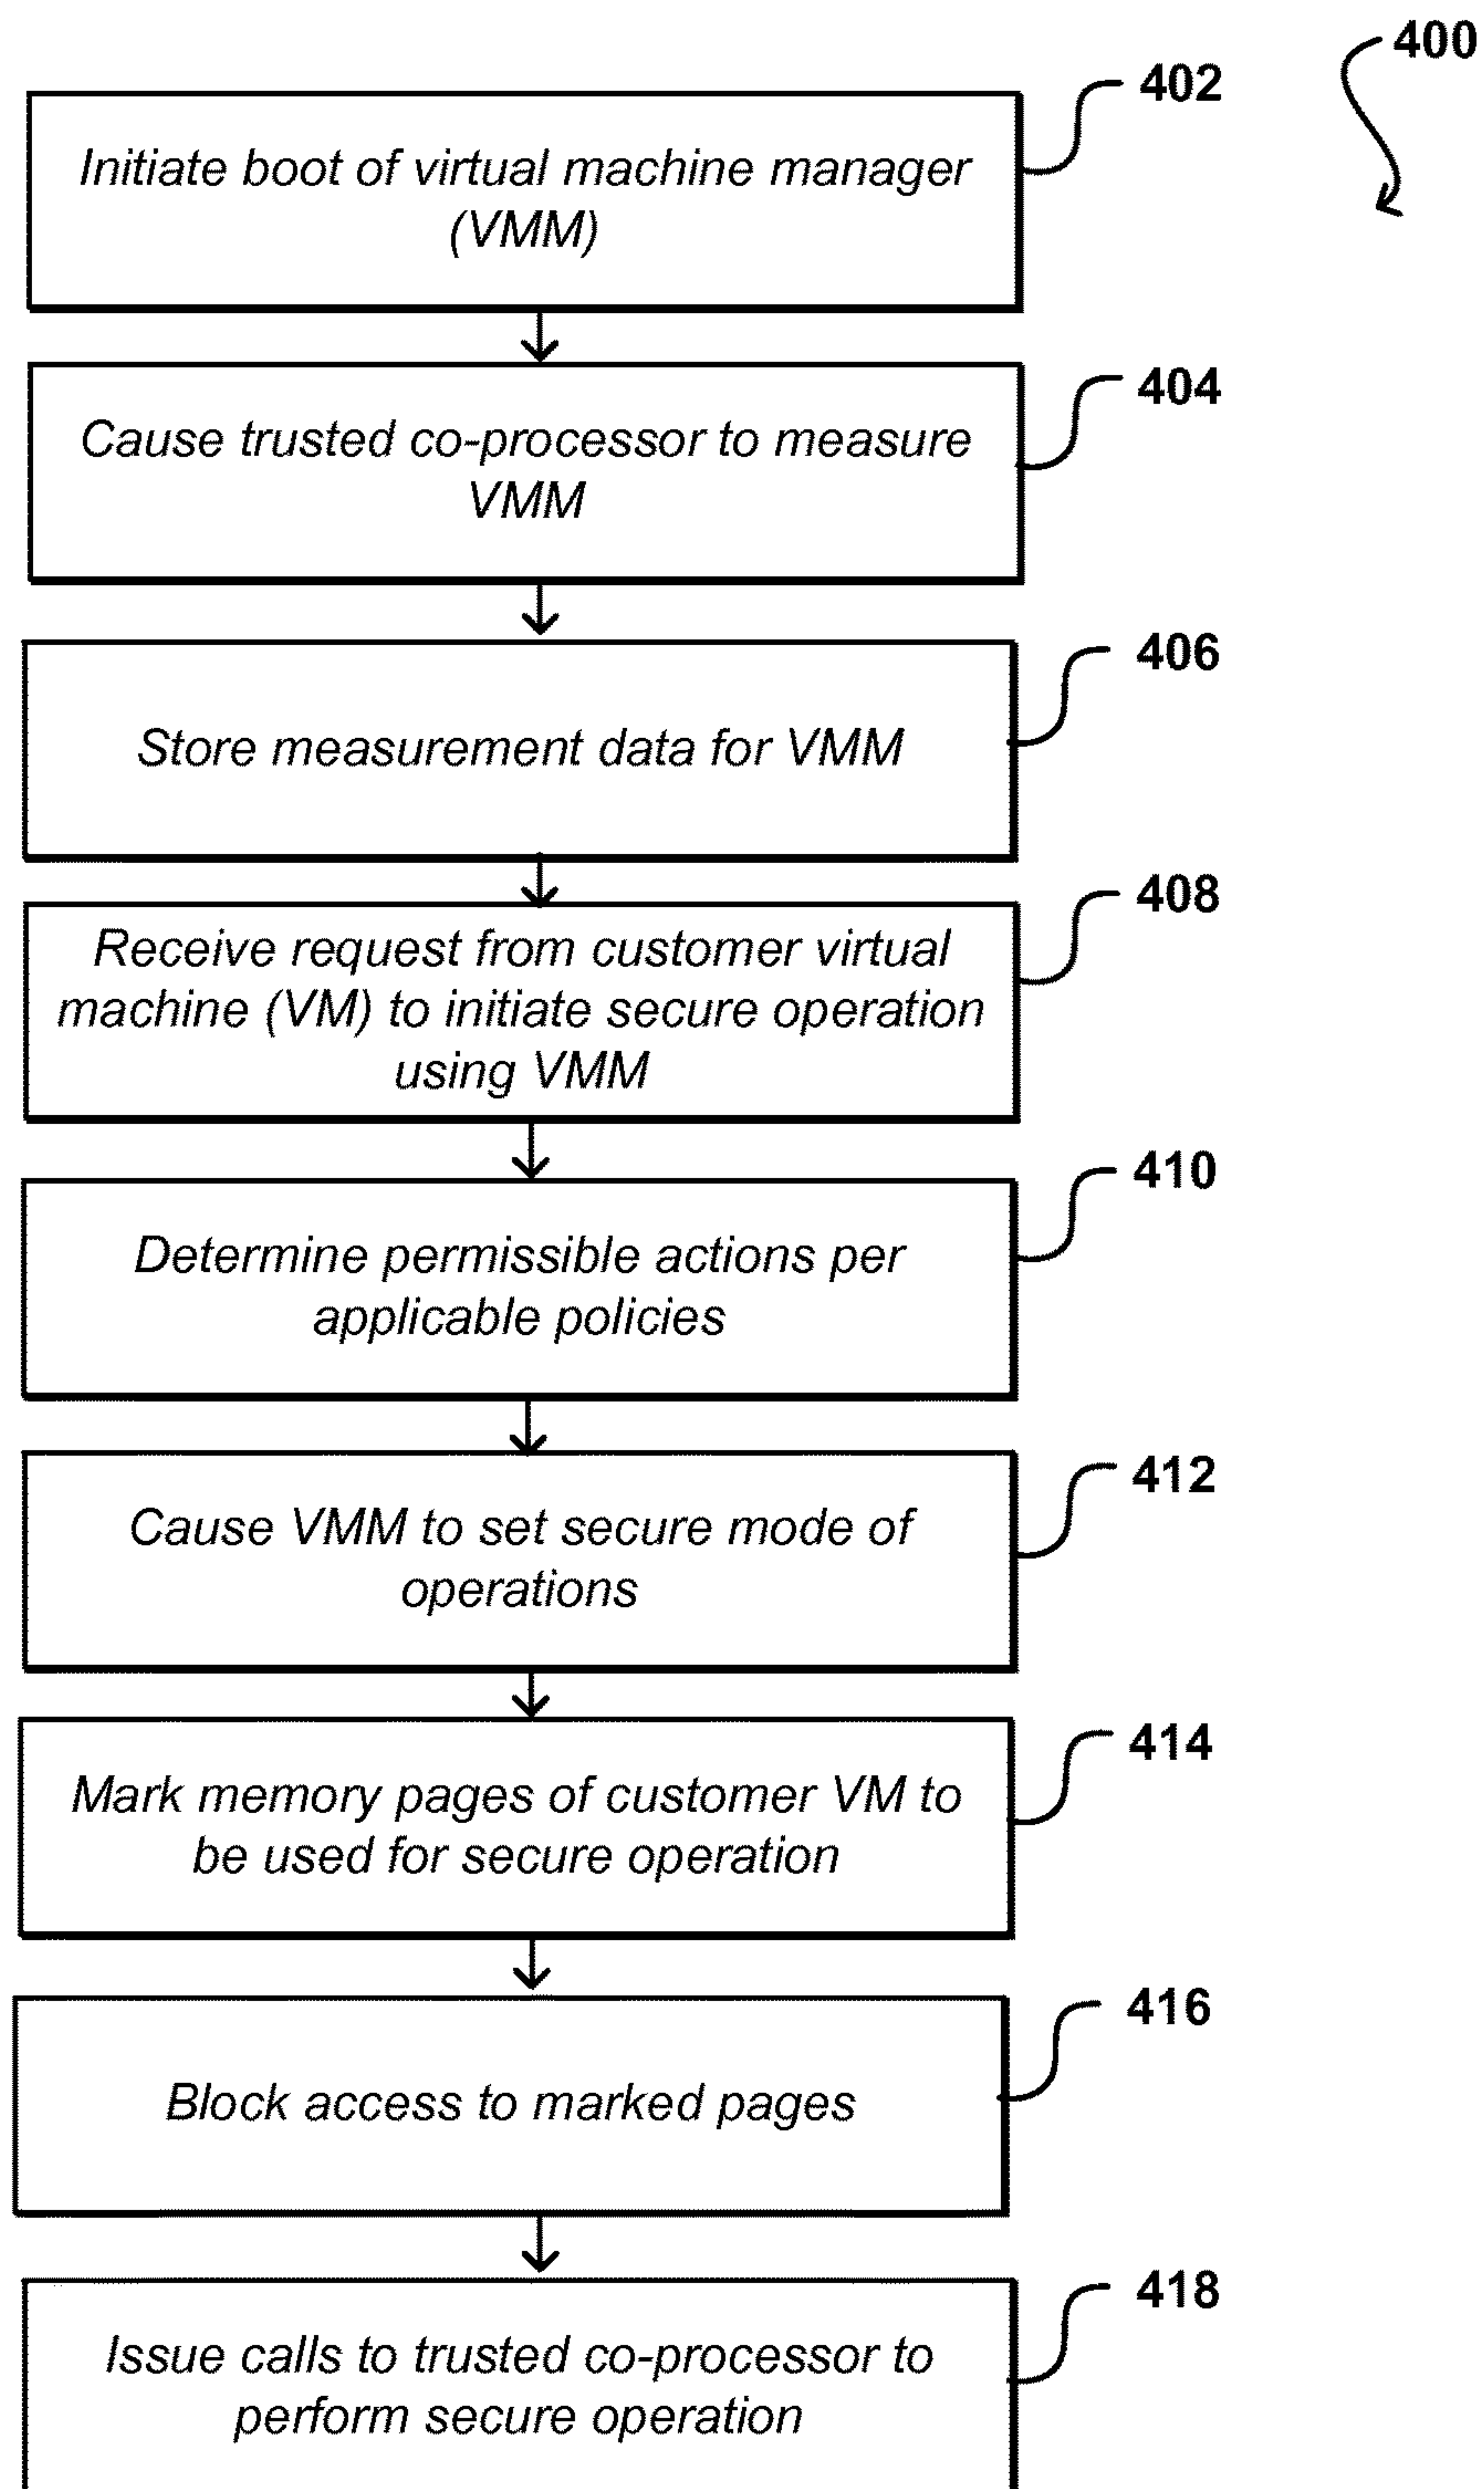 400
402
Initiate boot of virtual machine manager
(VMM)
404
Cause trusted co-processor to measure
VMM
406
Store measurement data for VMM
408
Receive request from customer virtual
machine (VM) to initiate secure operation
using VMM
410
Determine permissible actions per
applicable policies
412
Cause VMM to set secure mode of
operations
414
Mark memory pages of customer VM to
be used for secure operation
416
Block access to marked pages
418
Issue calls to trusted co-processor to
perform secure operation